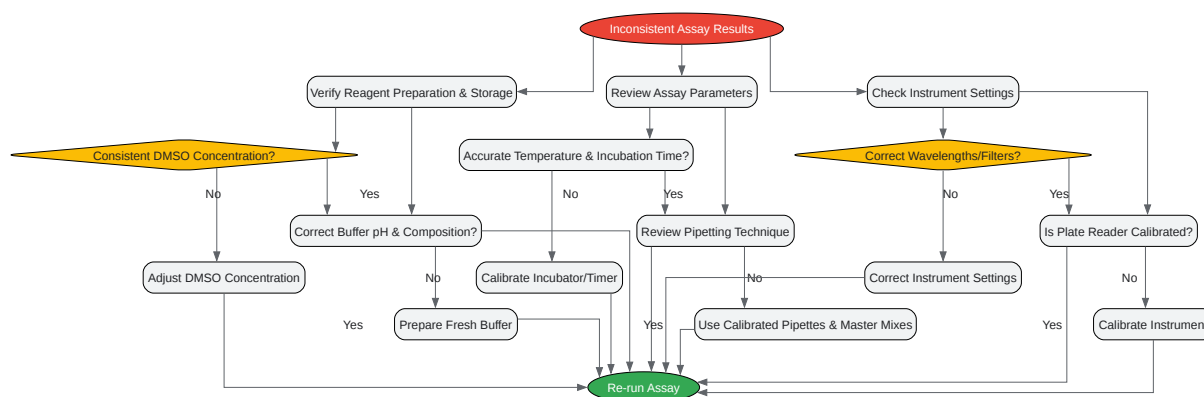 Inconsistent Assay Results
Verify Reagent Preparation & Storage
Review Assay Parameters
Check Instrument Settings
Consistent DMSO Concentration?
Accurate Temperature & Incubation Time?
Correct Wavelengths/Filters?
No
Yes
No
Yes
No
Yes
Correct Buffer pH & Composition?
Review Pipetting Technique
Is Plate Reader Calibrated?
Adjust DMSO Concentration
No
Calibrate Incubator/Timer
No
Correct Instrument Settings
No
Yes
Prepare Fresh Buffer
Yes
Use Calibrated Pipettes & Master Mixes
Yes
Calibrate Instrumen
Re-run Assay